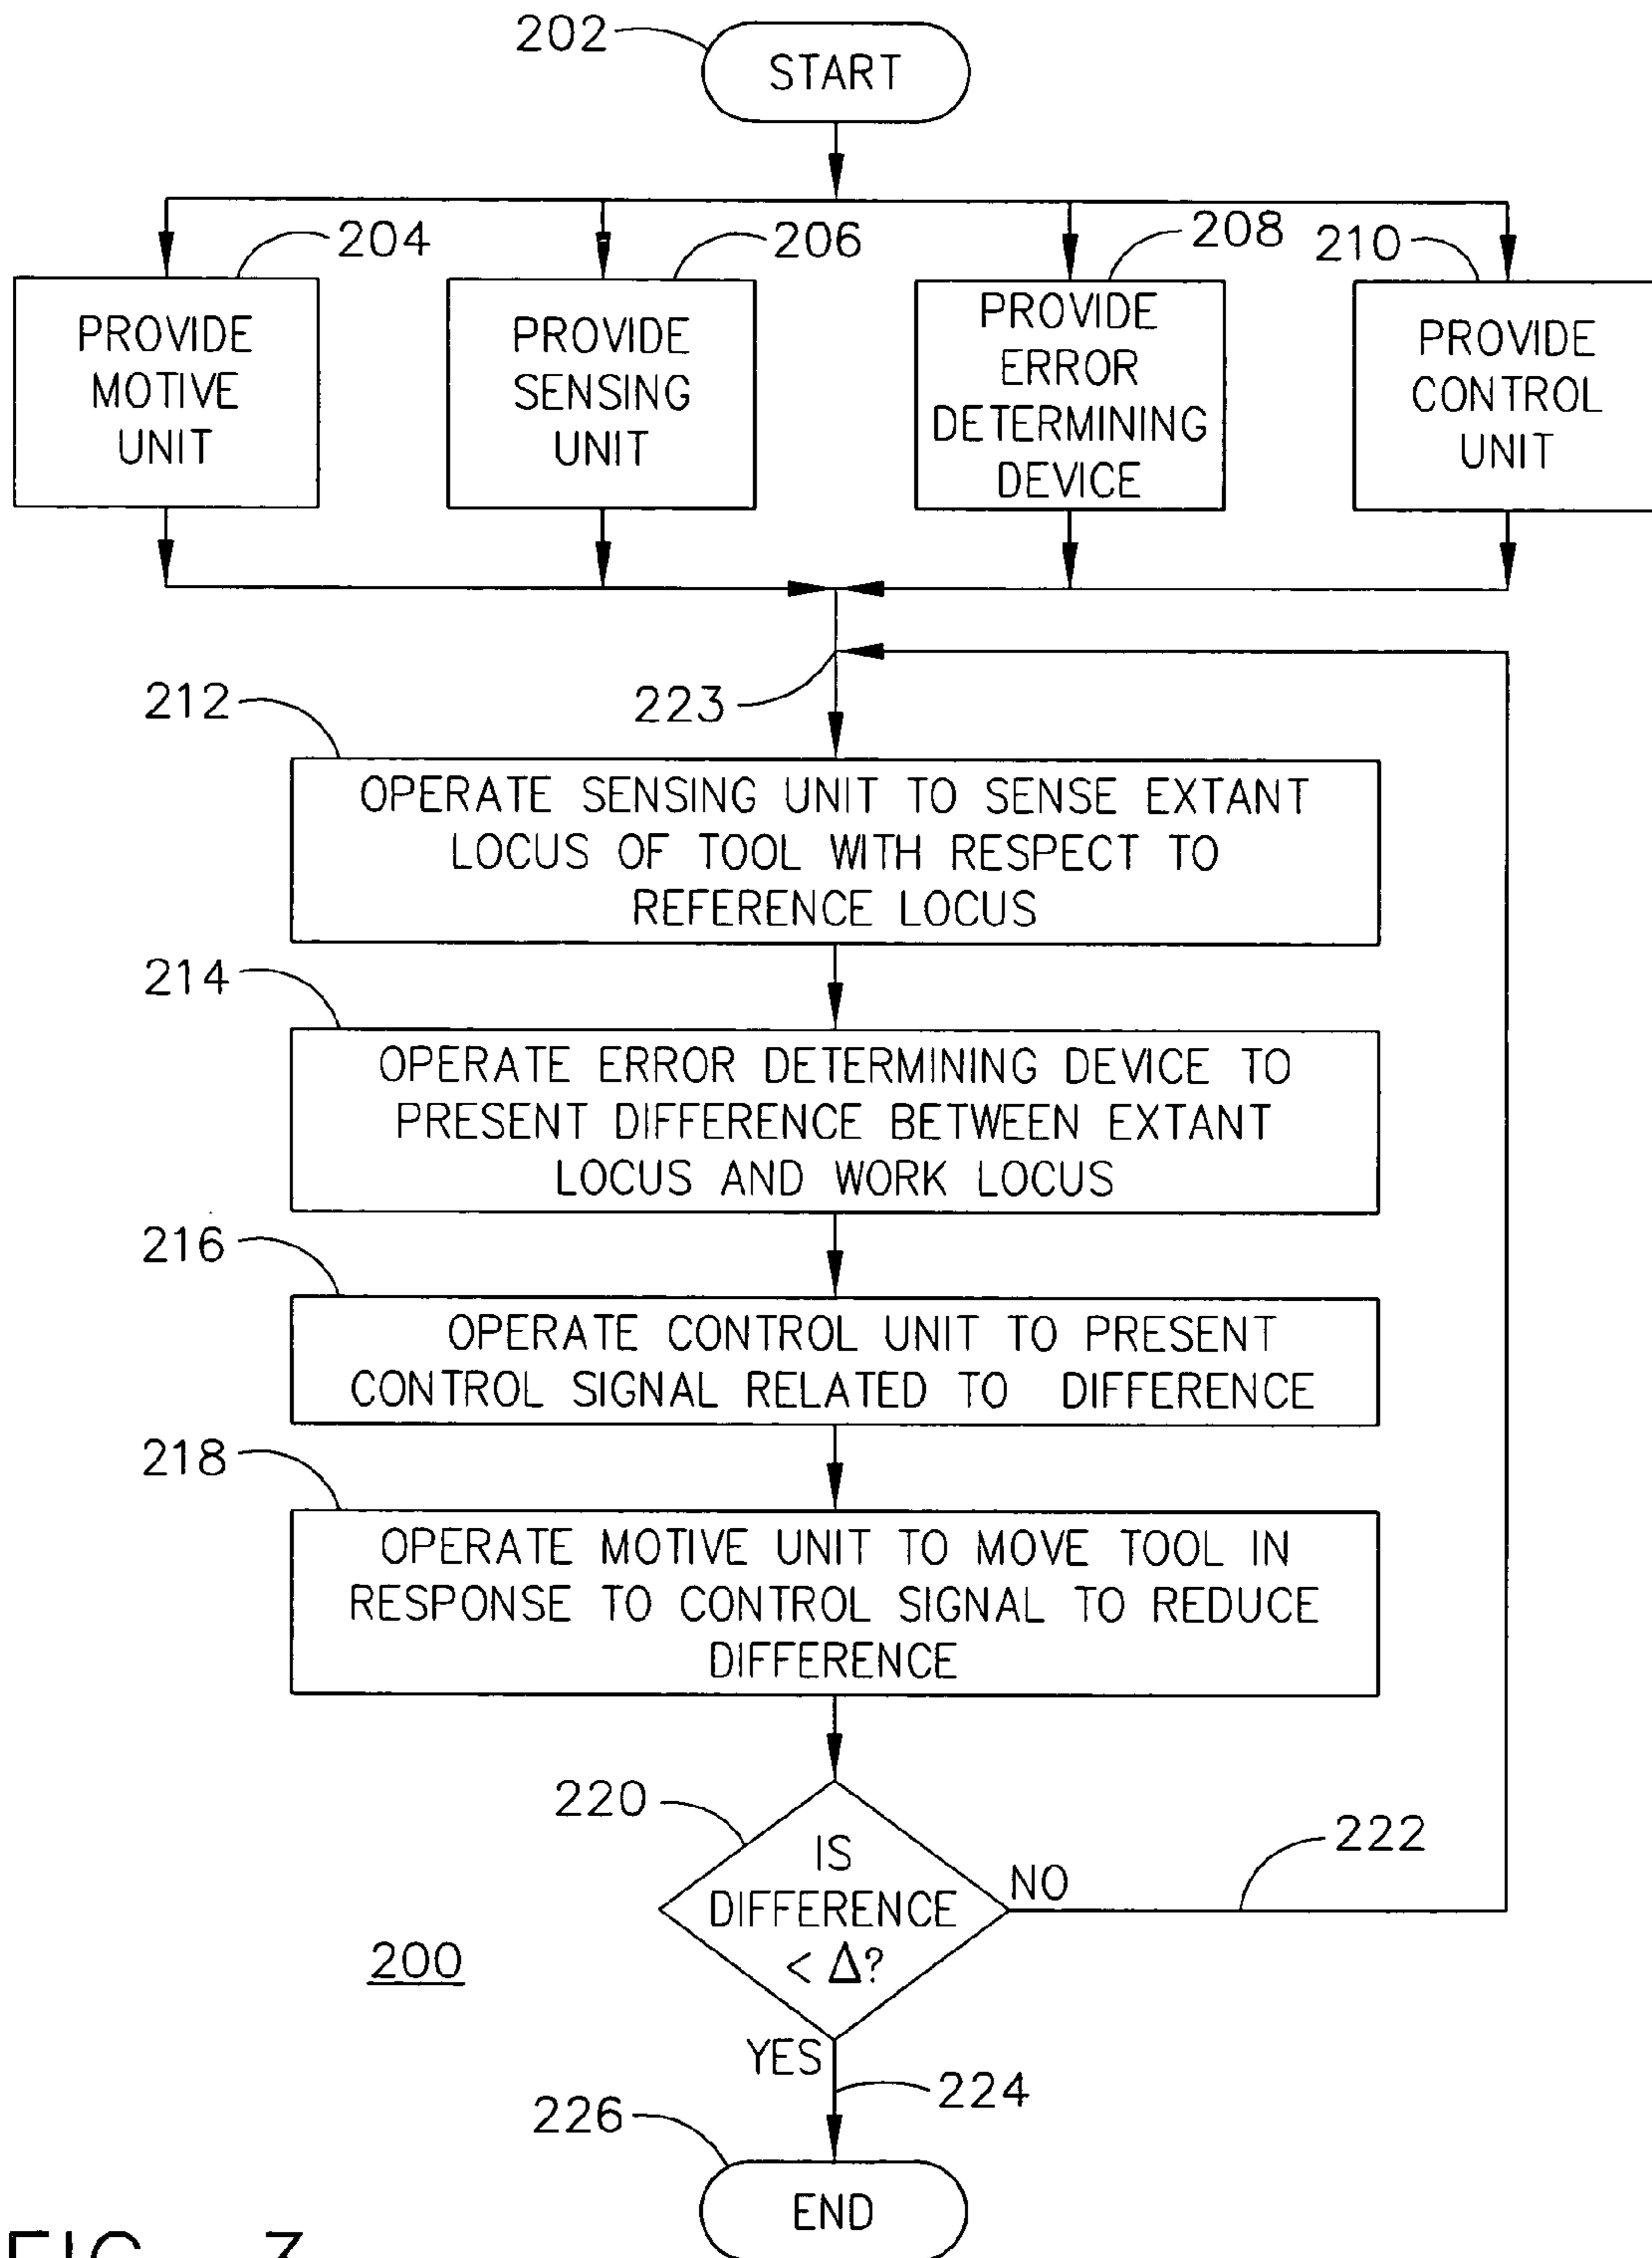 202
START
204
206
208
210
PROVIDE
MOTIVE
UNIT
PROVIDE
SENSING
UNIT
PROVIDE
ERROR
DETERMINING
DEVICE
PROVIDE
CONTROL
UNIT
223
212
OPERATE SENSING UNIT TO SENSE EXTANT
LOCUS OF TOOL WITH RESPECT TO
REFERENCE LOCUS
214
OPERATE ERROR DETERMINING DEVICE TO
PRESENT DIFFERENCE BETWEEN EXTANT
LOCUS AND WORK LOCUS
216
OPERATE CONTROL UNIT TO PRESENT
CONTROL SIGNAL RELATED TO DIFFERENCE
218
OPERATE MOTIVE UNIT TO MOVE TOOL IN
RESPONSE TO CONTROL SIGNAL TO REDUCE
DIFFERENCE
220
IS
DIFFERENCE
< Δ?
NO
222
200
YES
224
226
END
FIG. 3